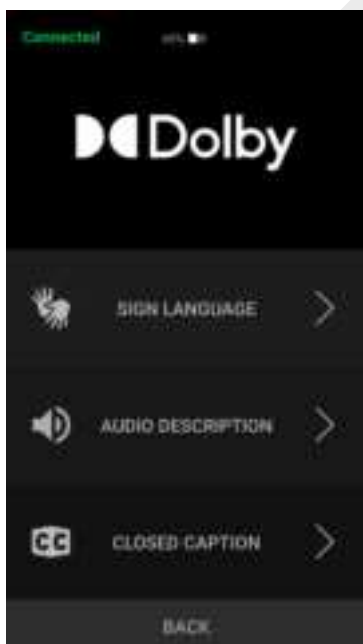 Connected
Dolby
SIGN LANGUAGE
AUDIO DESCRIPTION
CC CLOSED CAPTION
BACK